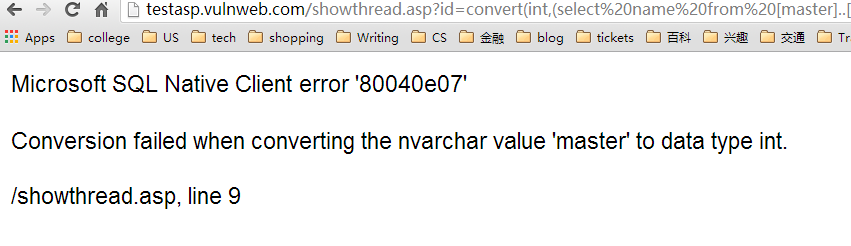 testasp.vulnweb.com/showthread.asp?id=convert(int,(select%20name%20from%20[master]..[
Apps college US tech shopping Writing CS 金融 blog tickets 百科 兴趣 交通 Tr
Microsoft SQL Native Client error '80040e07'
Conversion failed when converting the nvarchar value 'master' to data type int.
/showthread.asp, line 9